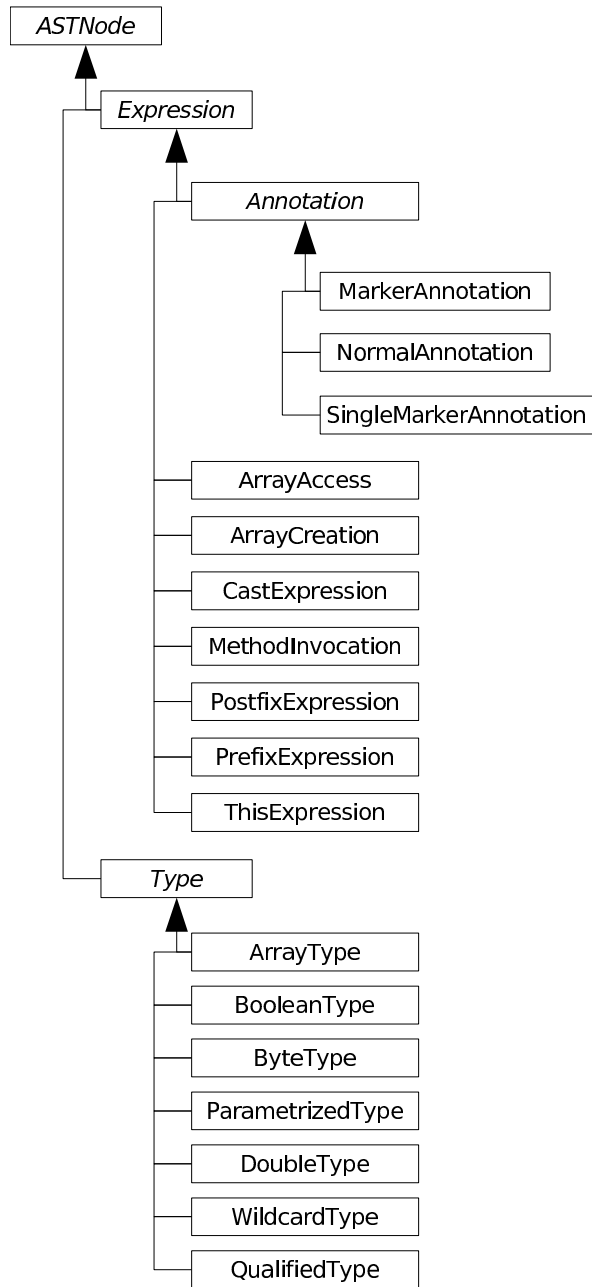 ASTNode
Expression
Annotation
MarkerAnnotation
NormalAnnotation
SingleMarkerAnnotation
ArrayAccess
ArrayCreation
CastExpression
MethodInvocation
PostfixExpression
PrefixExpression
ThisExpression
Type
ArrayType
BooleanType
ByteType
ParametrizedType
DoubleType
WildcardType
QualifiedType